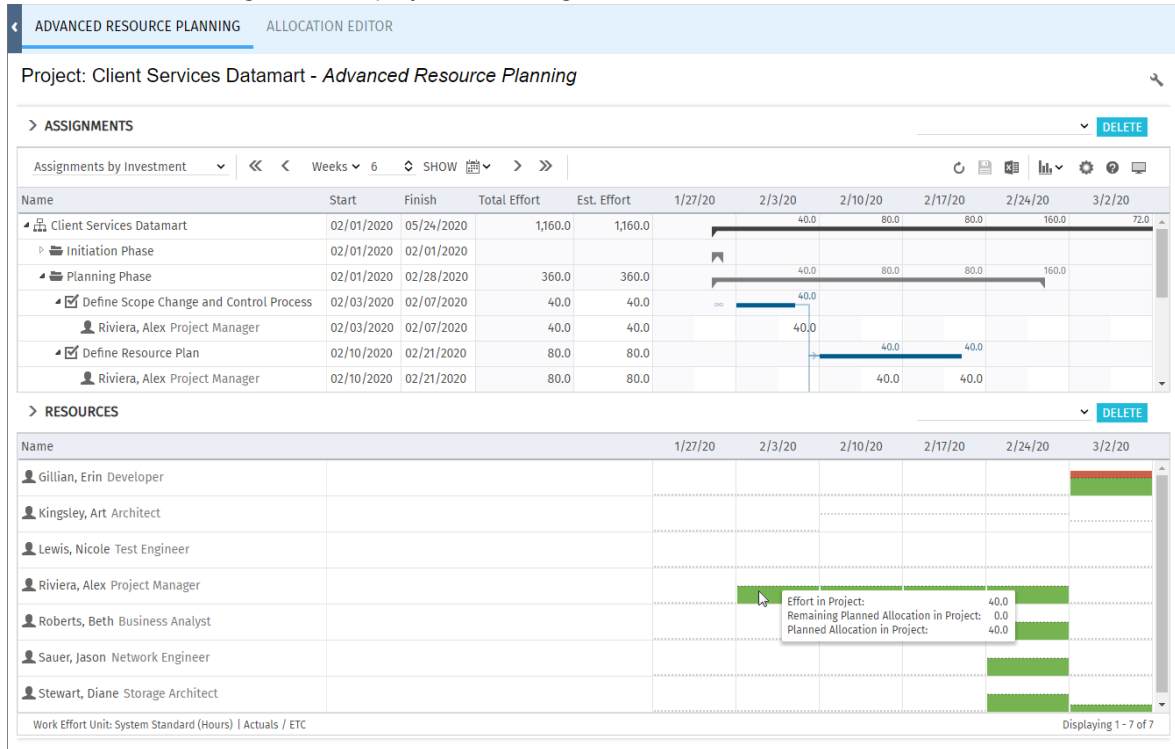 ADVANCED RESOURCE PLANNING ALLOCATION EDITOR
Project: Client Services Datamart - Advanced Resource Planning
ASSIGNMENTS DELETE
Assignments by Investment Weeks 6 SHOW
Name Start Finish Total Effort Est. Effort 1/27/20 2/3/20 2/10/20 2/17/20 2/24/20 3/2/20
Client Services Datamart 02/01/2020 05/24/2020 1,160.0 1,160.0 40.0 80.0 80.0 160.0 72.0
Initiation Phase 02/01/2020 02/01/2020
Planning Phase 02/01/2020 02/28/2020 360.0 360.0 40.0 80.0 80.0 160.0
Define Scope Change and Control Process 02/03/2020 02/07/2020 40.0 40.0 40.0
Riviera, Alex Project Manager 02/03/2020 02/07/2020 40.0 40.0 40.0
Define Resource Plan 02/10/2020 02/21/2020 80.0 80.0 40.0 40.0
Riviera, Alex Project Manager 02/10/2020 02/21/2020 80.0 80.0 40.0 40.0
RESOURCES DELETE
Name 1/27/20 2/3/20 2/10/20 2/17/20 2/24/20 3/2/20
Gillian, Erin Developer
Kingsley, Art Architect
Lewis, Nicole Test Engineer
Riviera, Alex Project Manager
Effort in Project: 40.0
Remaining Planned Allocation in Project: 0.0
Planned Allocation in Project: 40.0
Roberts, Beth Business Analyst
Sauer, Jason Network Engineer
Stewart, Diane Storage Architect
Work Effort Unit: System Standard (Hours) | Actuals / ETC Displaying 1 - 7 of 7